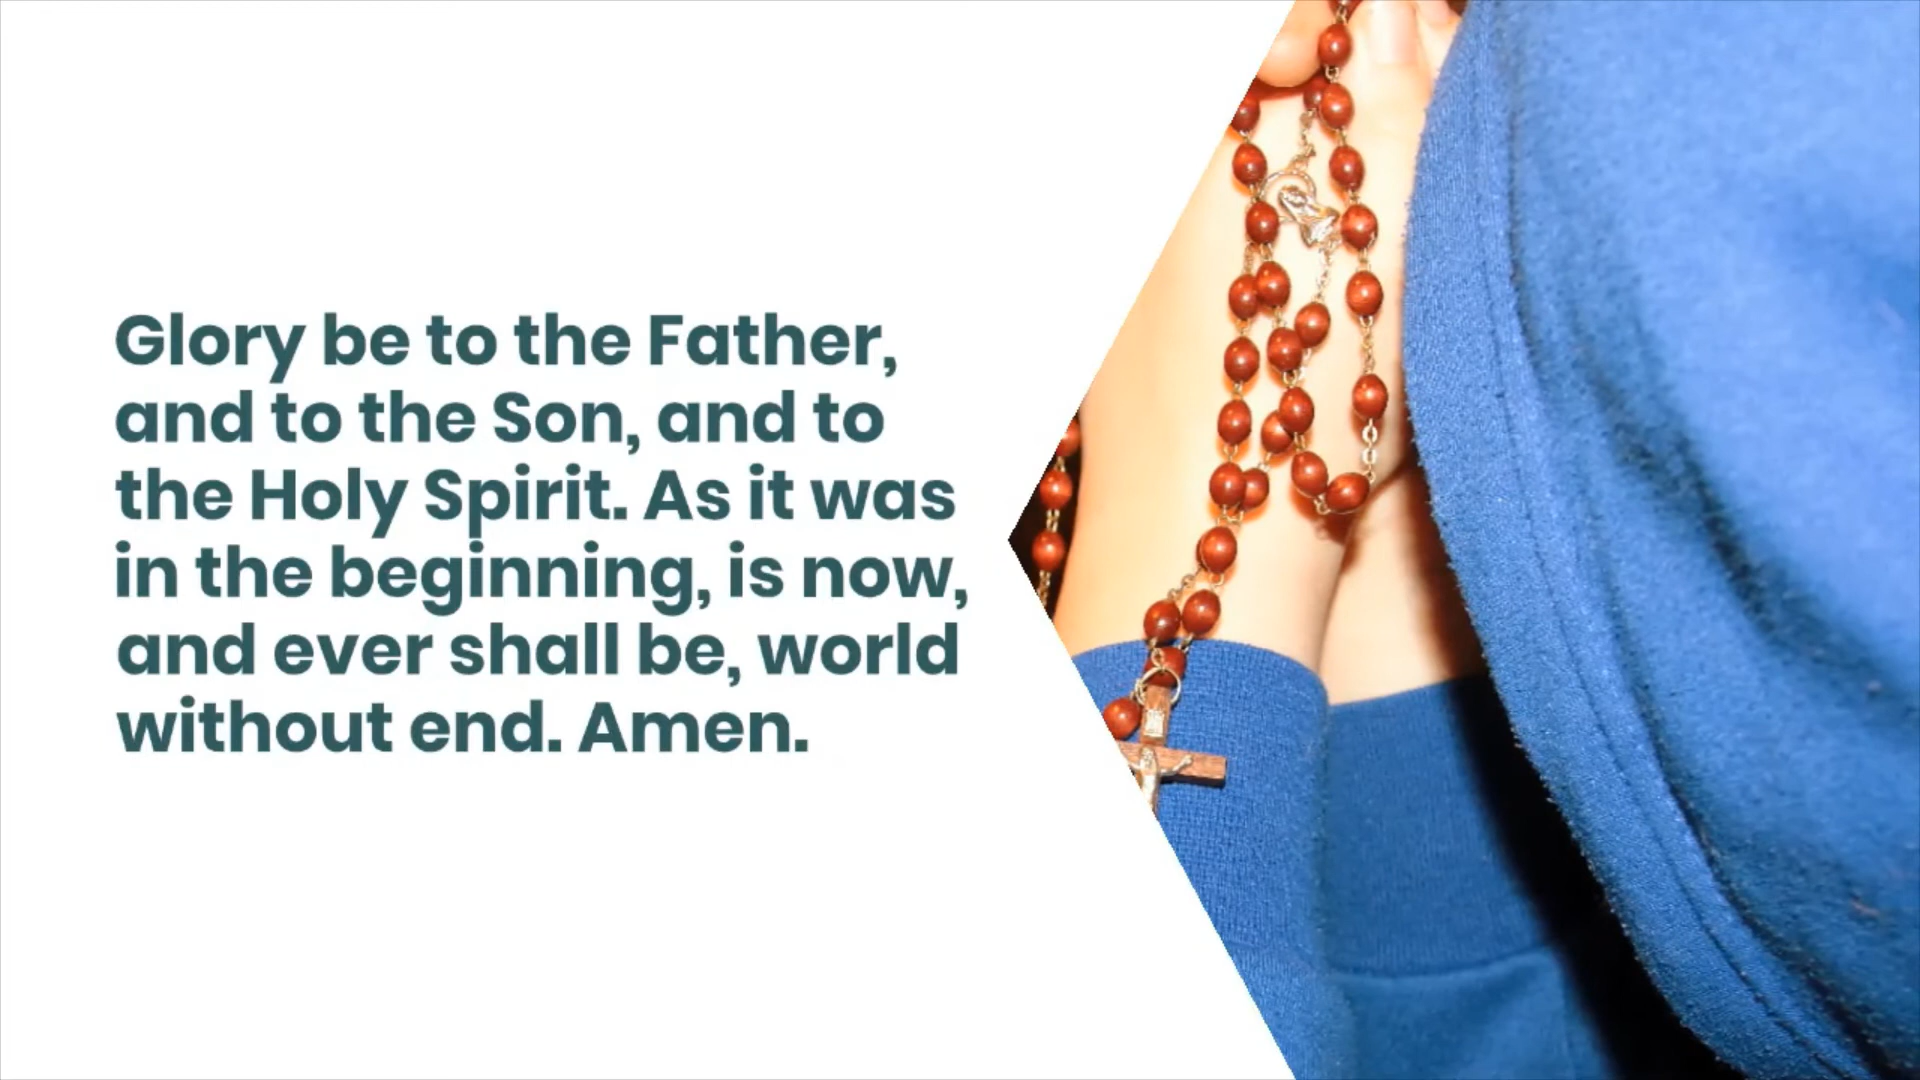 Glory be to the Father,
and to the Son, and to
the Holy Spirit. As it was
in the beginning, is now,
and ever shall be, world
without end. Amen.